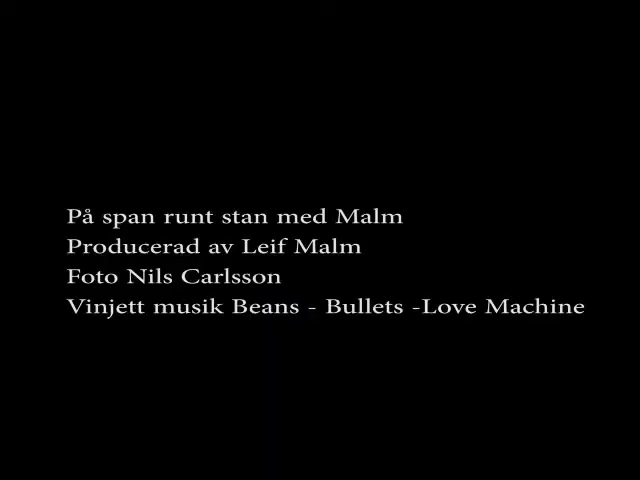 På span runt stan med Malm
Producerad av Leif Malm
Foto Nils Carlsson
Vinjett musik Beans - Bullets -Love Machine